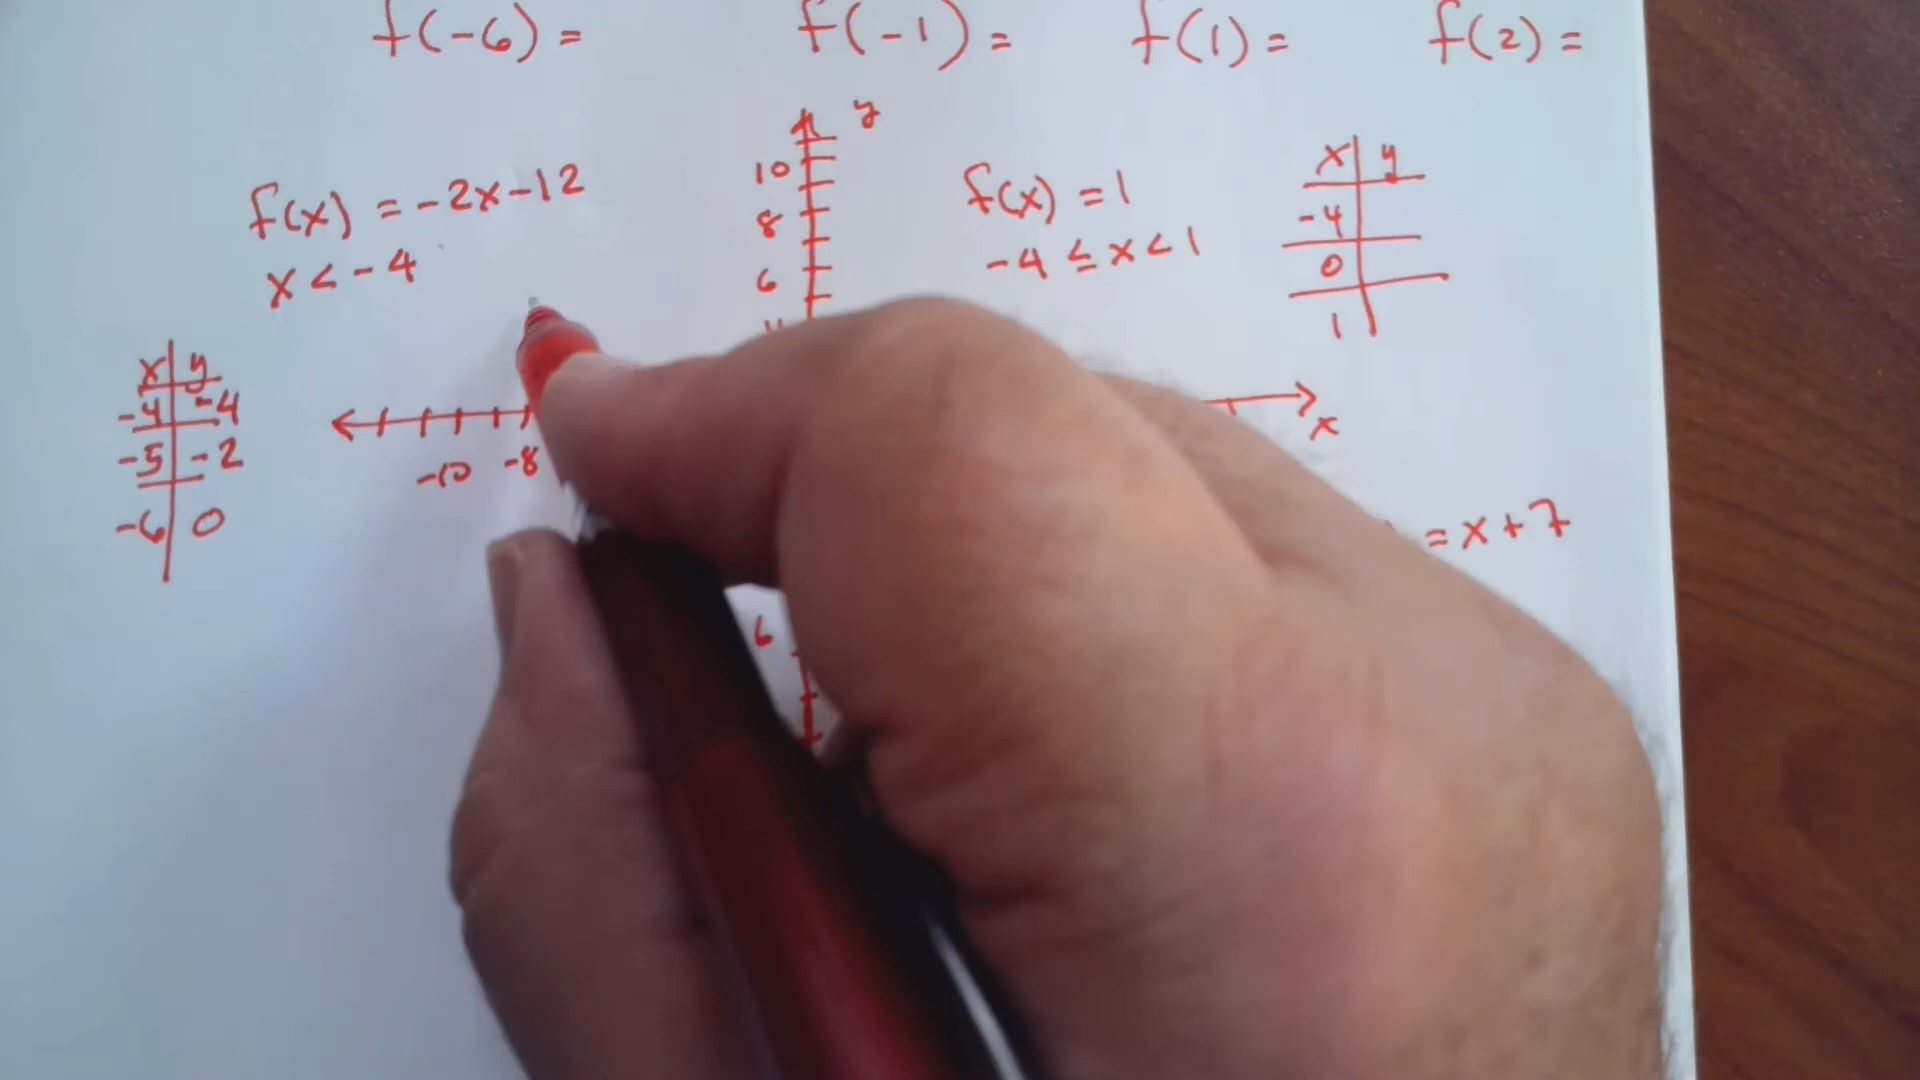 f(-6) = f(-1) = f(1) = f(2) =
y
f(x) = -2x-12
x < -4
10
8
6
f(x) = 1
-4 ≤ x < 1
x y
-4
0
1
x y
-4 -4
-5 -2
-6 0
-10 -8
x
= x + 7
6